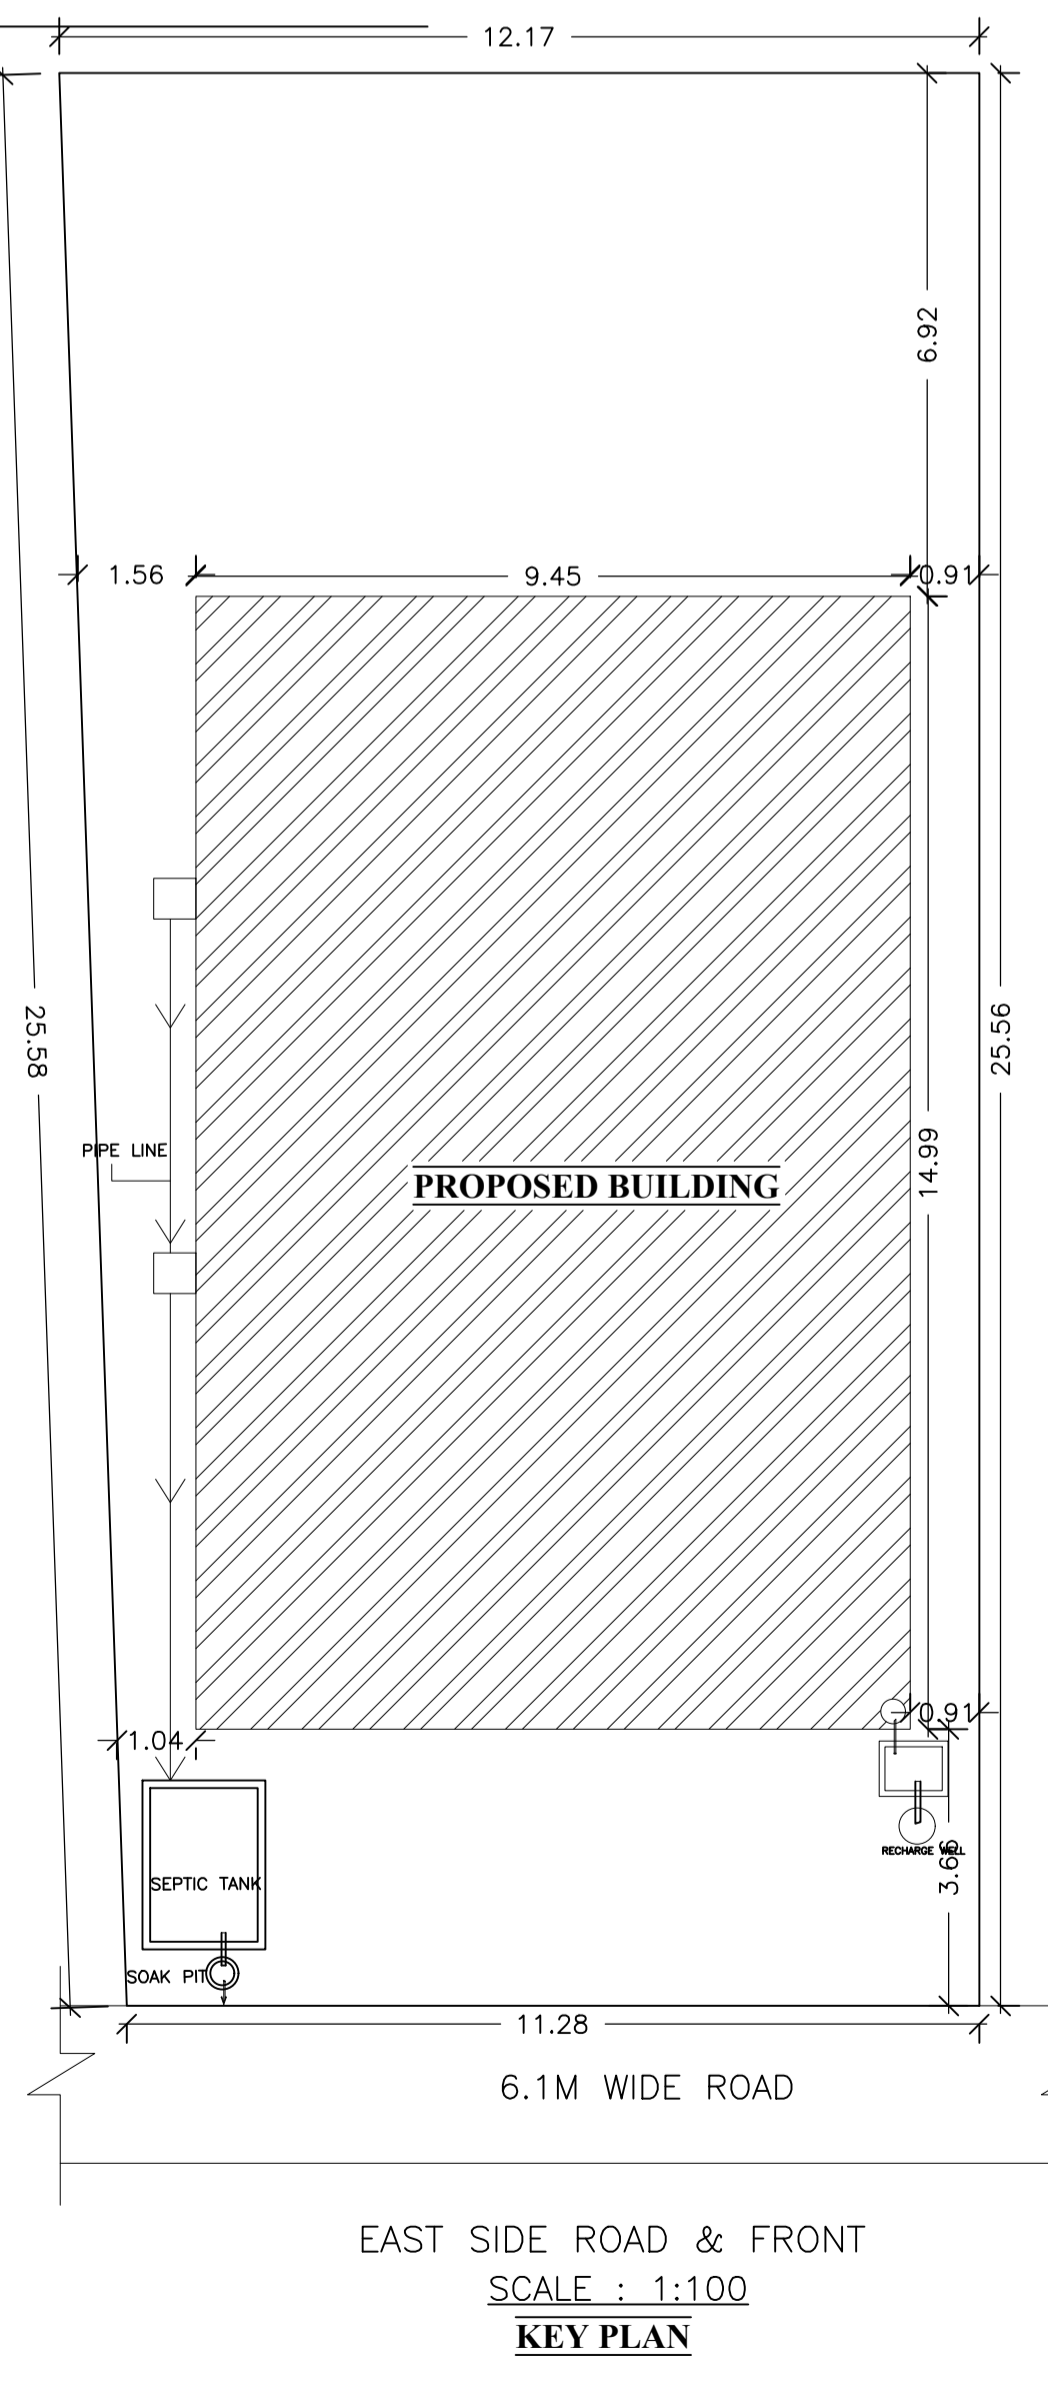 12.17
6.92
1.56
9.45
0.91
25.58
25.56
PIPE LINE
14.99
PROPOSED BUILDING
0.91
1.04
RECHARGE WELL
3.66
SEPTIC TANK
SOAK PIT
11.28
6.1M WIDE ROAD
EAST SIDE ROAD & FRONT
SCALE : 1:100
KEY PLAN